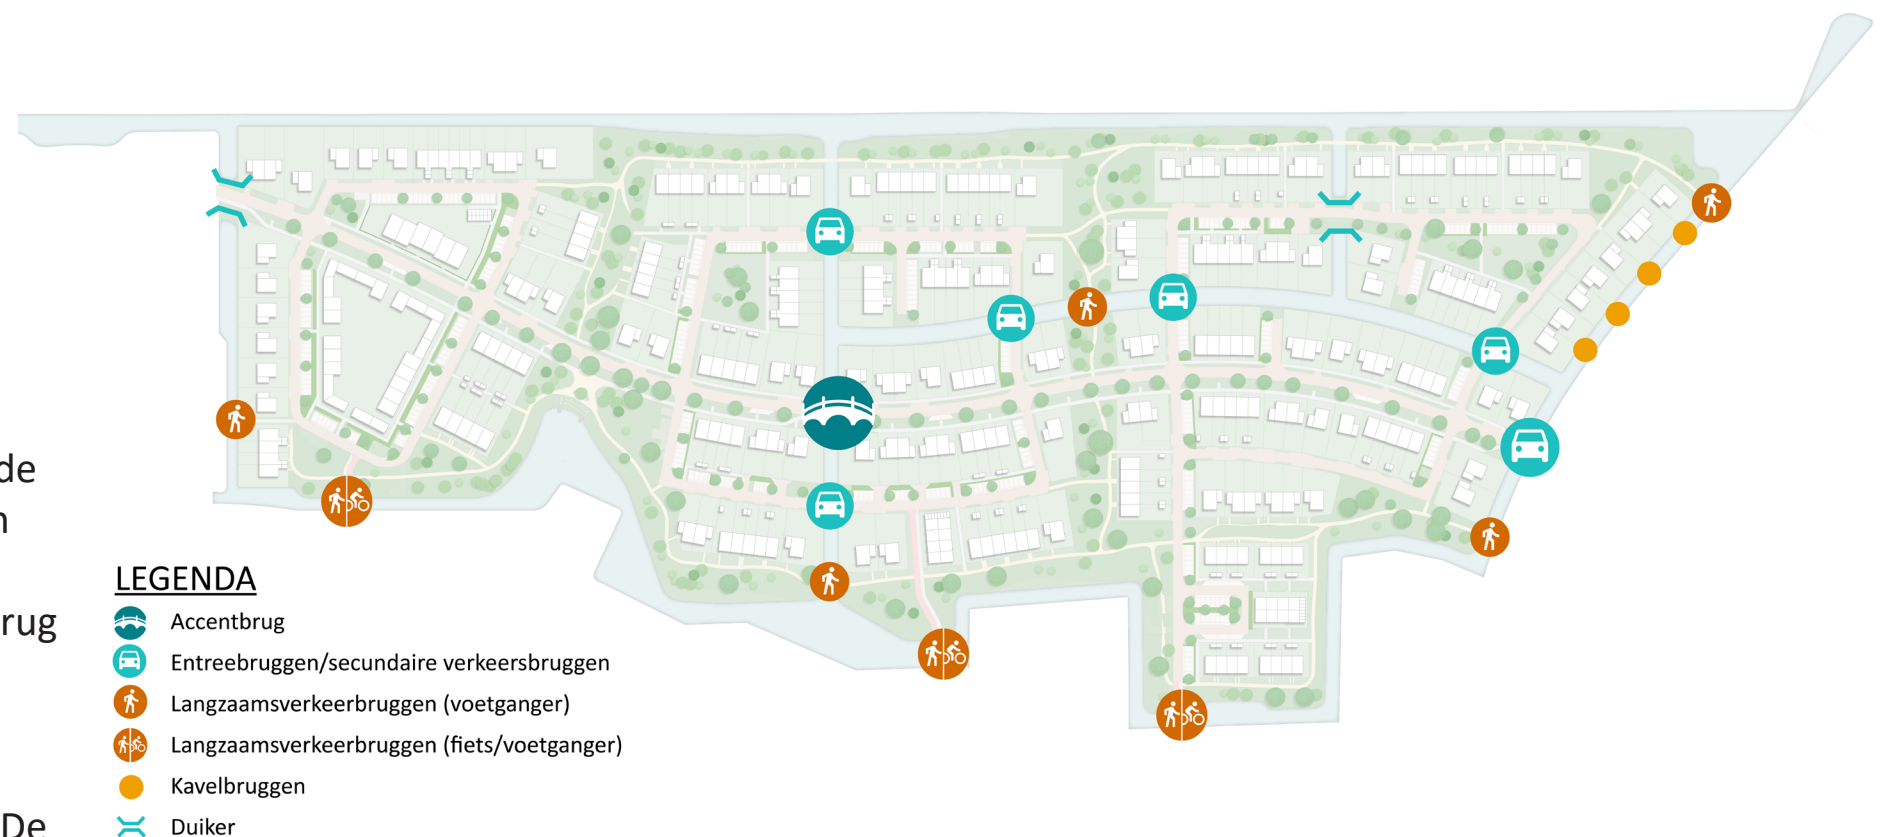 de
n
rug
De
LEGENDA
Accentbrug
Entreebruggen/secundaire verkeersbruggen
Langzaamsverkeerbruggen (voetganger)
Langzaamsverkeerbruggen (fiets/voetganger)
Kavelbruggen
Duiker